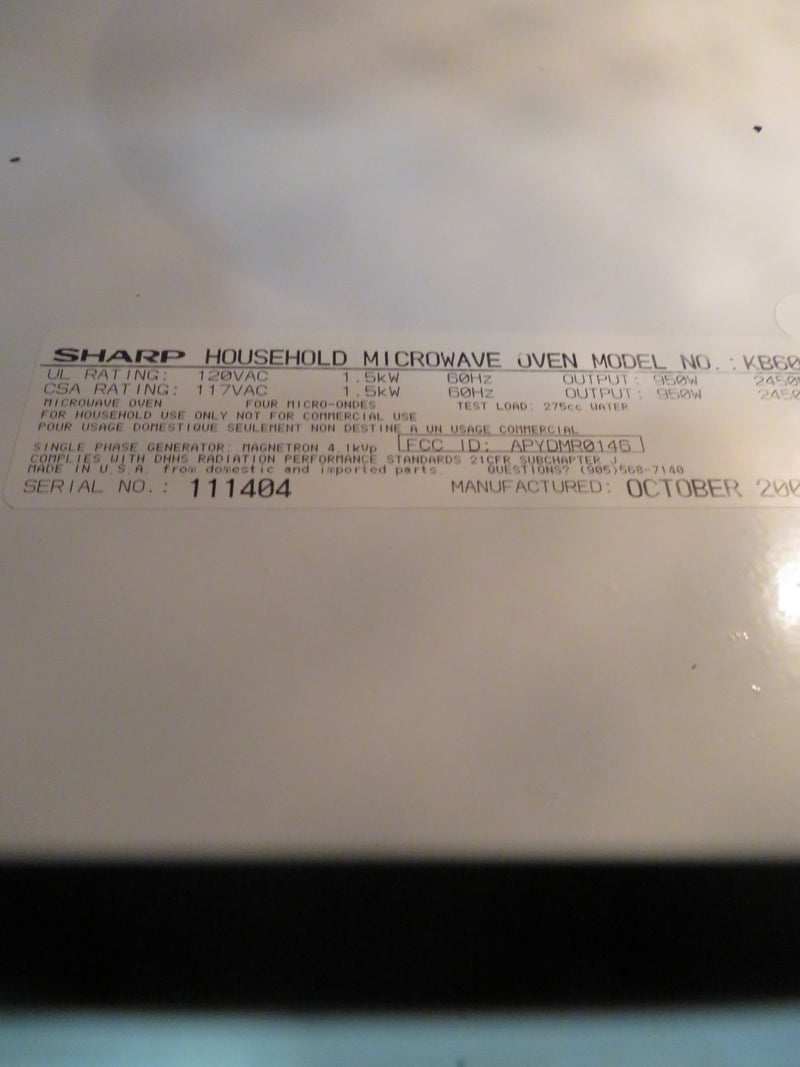 SHARP HOUSEHOLD MICROWAVE OVEN MODEL NO.: KB60
UL RATING: 120VAC 1.5kW 60Hz OUTPUT: 950W 2450
CSA RATING: 117VAC 1.5kW 60Hz OUTPUT: 950W 2450
MICROWAVE OVEN FOUR MICRO-ONDES TEST LOAD: 275cc WATER
FOR HOUSEHOLD USE ONLY NOT FOR COMMERCIAL USE
POUR USAGE DOMESTIQUE SEULEMENT NON DESTINE A UN USAGE COMMERCIAL
SINGLE PHASE GENERATOR: MAGNETRON 4.1kVp FCC ID: APYDMR0146
COMPLIES WITH DHHS RADIATION PERFORMANCE STANDARDS 21CFR SUBCHAPTER J
MADE IN U.S.A. from domestic and imported parts. QUESTIONS? (905)568-7140
SERIAL NO.: 111404 MANUFACTURED: OCTOBER 200